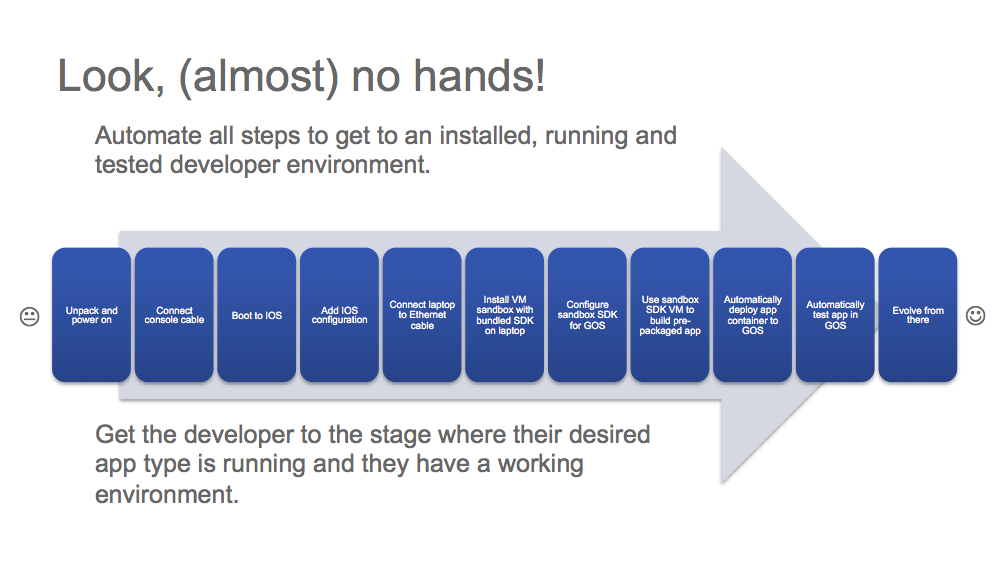 Look, (almost) no hands!
Automate all steps to get to an installed, running and
tested developer environment.
Unpack and
power on
Connect
console cable
Boot to IOS
Add IOS
configuration
Connect laptop
to Ethernet
cable
Install VM
sandbox with
bundled SDK
on laptop
Configure
sandbox SDK
for GOS
Use sandbox
SDK VM to
build pre-
packaged app
Automatically
deploy app
container to
GOS
Automatically
test app in
GOS
Evolve from
there
Get the developer to the stage where their desired
app type is running and they have a working
environment.